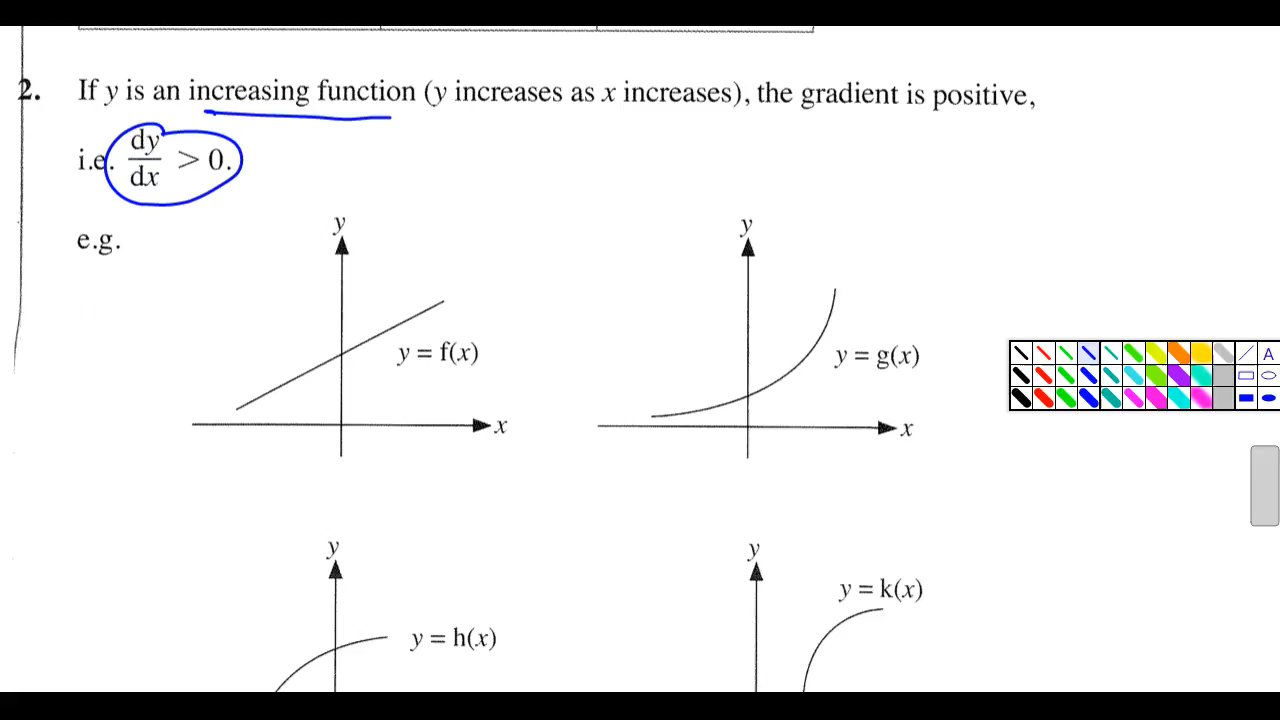 2. If y is an increasing function (y increases as x increases), the gradient is positive,
i.e. dy/dx > 0.
e.g.
y
y
y = f(x)
y = g(x)
x
x
y
y
y = k(x)
y = h(x)
A